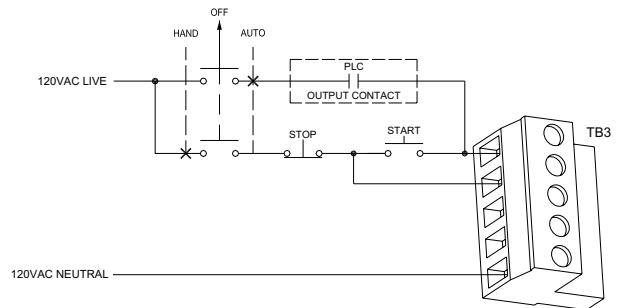 OFF
HAND
AUTO
PLC
120VAC LIVE
OUTPUT CONTACT
STOP
START
TB3
120VAC NEUTRAL